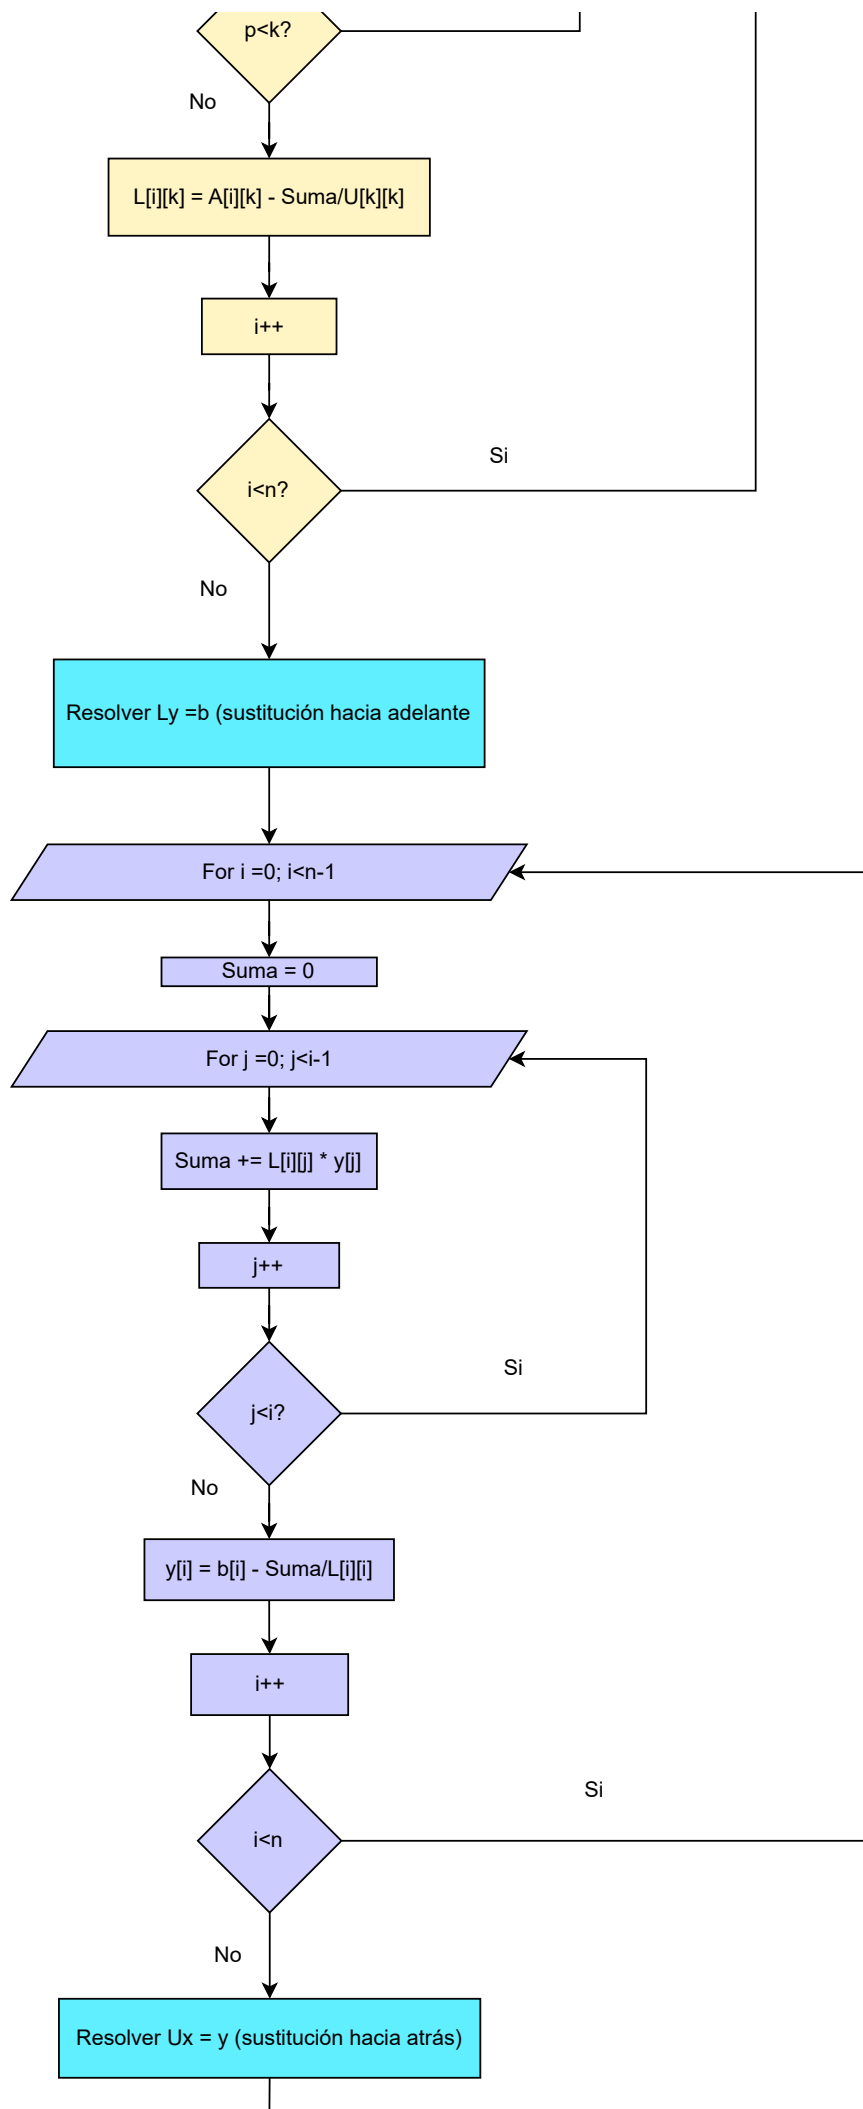 p<k?
No
L[i][k] = A[i][k] - Suma/U[k][k]
i++
Si
i<n?
No
Resolver Ly =b (sustitución hacia adelante
For i =0; i<n-1
Suma = 0
For j =0; j<i-1
Suma += L[i][j] * y[j]
j++
Si
j<i?
No
y[i] = b[i] - Suma/L[i][i]
i++
Si
i<n
No
Resolver Ux = y (sustitución hacia atrás)